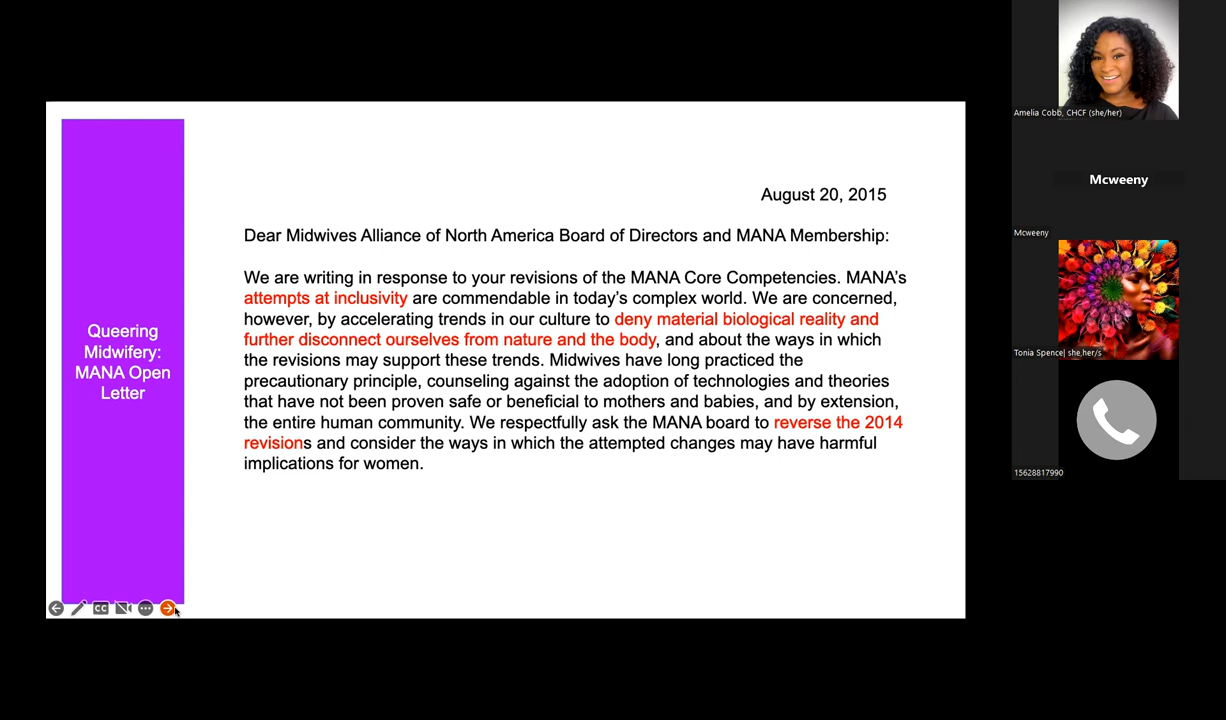 Queering
Midwifery:
MANA Open
Letter
August 20, 2015
Dear Midwives Alliance of North America Board of Directors and MANA Membership:
We are writing in response to your revisions of the MANA Core Competencies. MANA's
attempts at inclusivity are commendable in today's complex world. We are concerned,
however, by accelerating trends in our culture to deny material biological reality and
further disconnect ourselves from nature and the body, and about the ways in which
the revisions may support these trends. Midwives have long practiced the
precautionary principle, counseling against the adoption of technologies and theories
that have not been proven safe or beneficial to mothers and babies, and by extension,
the entire human community. We respectfully ask the MANA board to reverse the 2014
revisions and consider the ways in which the attempted changes may have harmful
implications for women.
CC
Amelia Cobb, CHCF (she/her)
Mcweeny
Mcweeny
Tonia Spence| she,her/s
15628817990